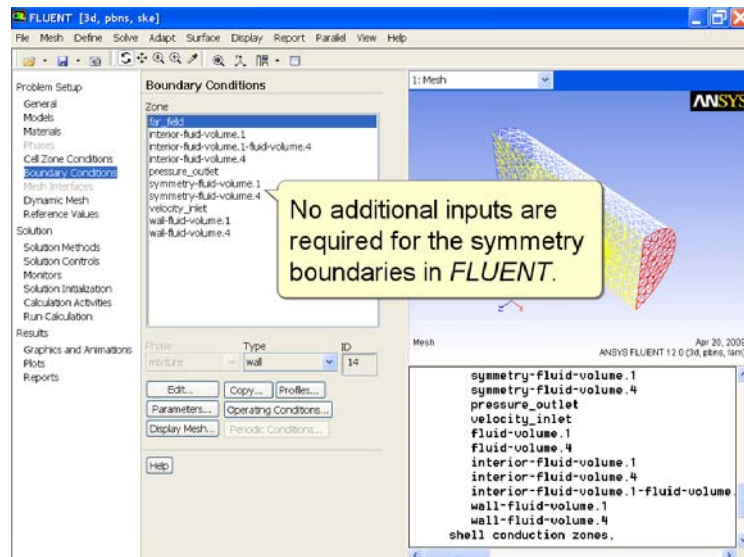 FLUENT [3d, pbns, ske]
File Mesh Define Solve Adapt Surface Display Report Parallel View Help
Problem Setup
General
Models
Materials
Phases
Cell Zone Conditions
Boundary Conditions
Mesh Interfaces
Dynamic Mesh
Reference Values
Solution
Solution Methods
Solution Controls
Monitors
Solution Initialization
Calculation Activities
Run Calculation
Results
Graphics and Animations
Plots
Reports
Boundary Conditions
Zone
far_field
interior-fluid-volume.1
interior-fluid-volume.1-fluid-volume.4
interior-fluid-volume.4
pressure_outlet
symmetry-fluid-volume.1
symmetry-fluid-volume.4
velocity_inlet
wall-fluid-volume.1
wall-fluid-volume.4
Phase
Type
ID
mixture
wall
14
Edit...
Copy...
Profiles...
Parameters...
Operating Conditions...
Display Mesh...
Periodic Conditions...
Help
1: Mesh
ANSYS
No additional inputs are
required for the symmetry
boundaries in FLUENT.
Mesh
Apr 20, 2009
ANSYS FLUENT 12.0 (3d, pbns, lam)
symmetry-fluid-volume.1
symmetry-fluid-volume.4
pressure_outlet
velocity_inlet
fluid-volume.1
fluid-volume.4
interior-fluid-volume.1
interior-fluid-volume.4
interior-fluid-volume.1-fluid-volume.
wall-fluid-volume.1
wall-fluid-volume.4
shell conduction zones,